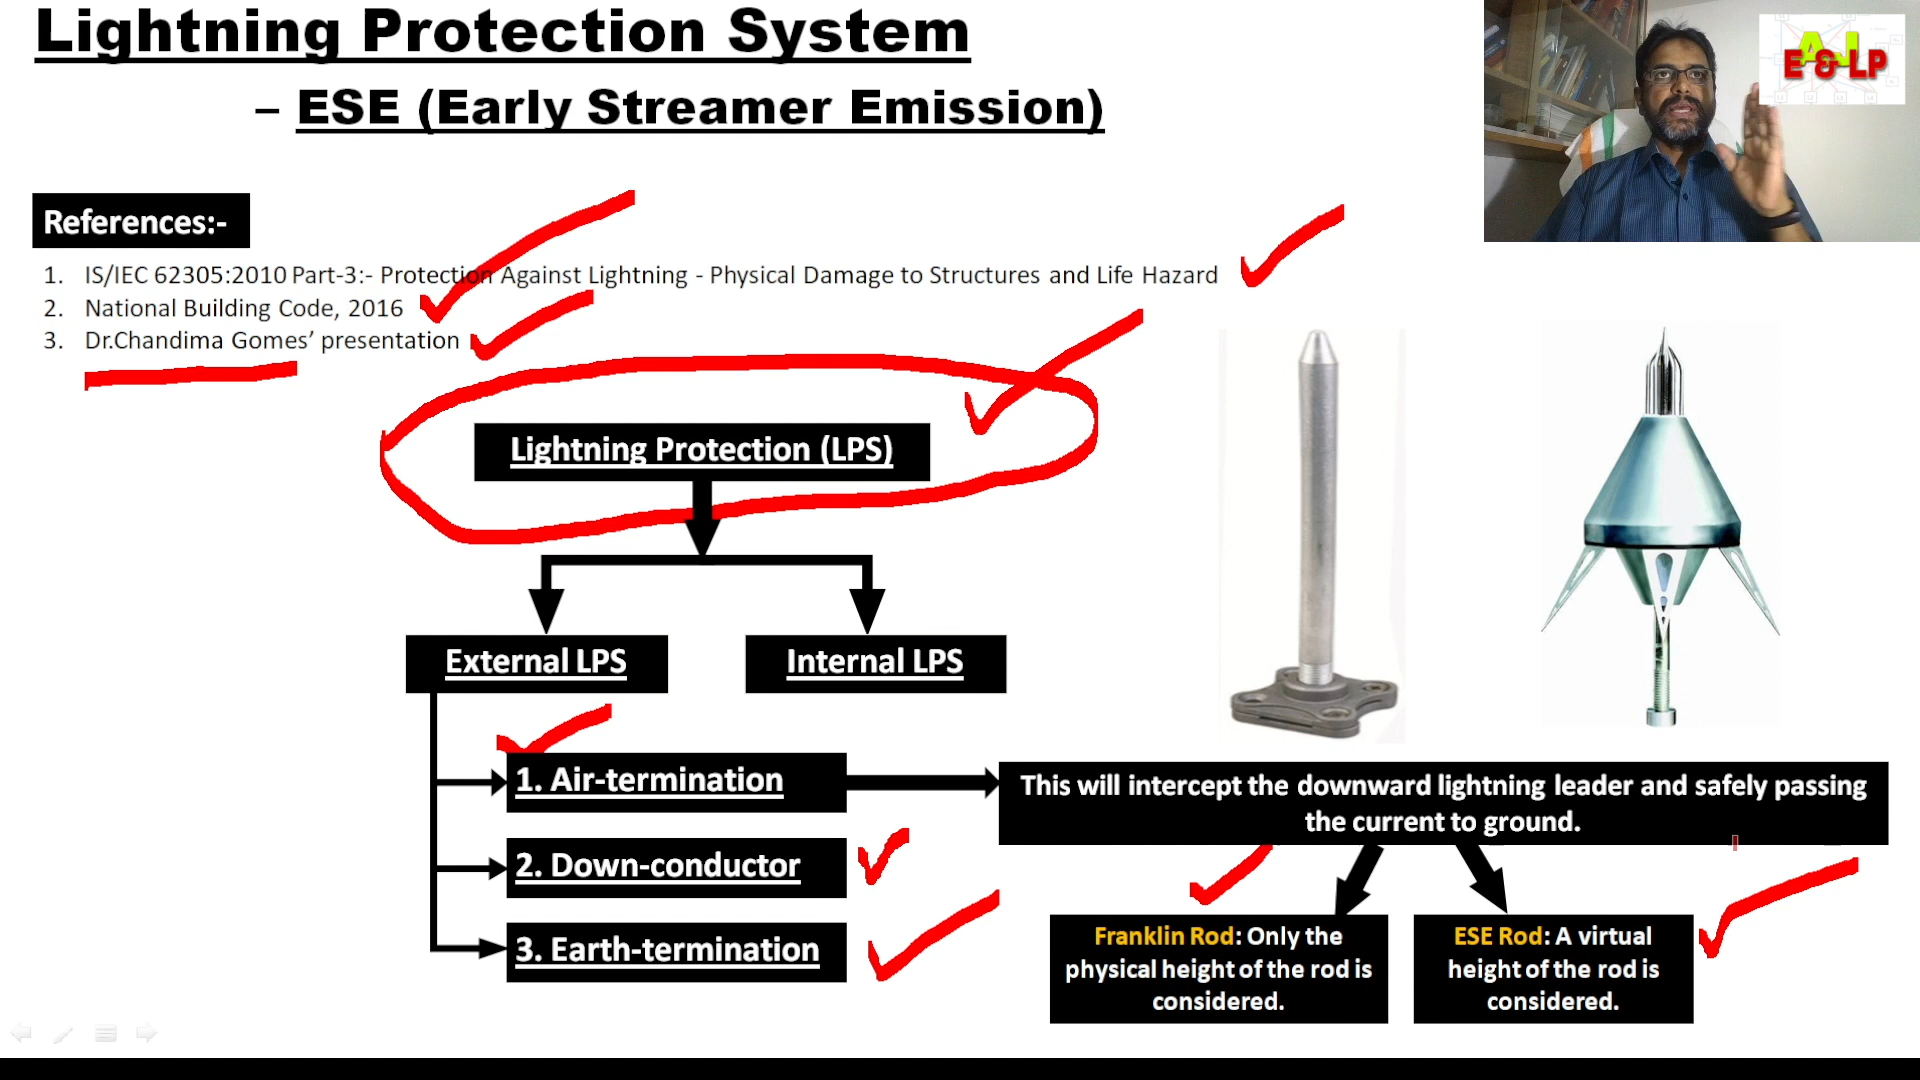 Lightning Protection System
– ESE (Early Streamer Emission)
AJ
E & LP
References:-
1. IS/IEC 62305:2010 Part-3:- Protection Against Lightning - Physical Damage to Structures and Life Hazard
2. National Building Code, 2016
3. Dr.Chandima Gomes’ presentation
Lightning Protection (LPS)
External LPS
Internal LPS
1. Air-termination
2. Down-conductor
3. Earth-termination
This will intercept the downward lightning leader and safely passing
the current to ground.
Franklin Rod: Only the
physical height of the rod is
considered.
ESE Rod: A virtual
height of the rod is
considered.